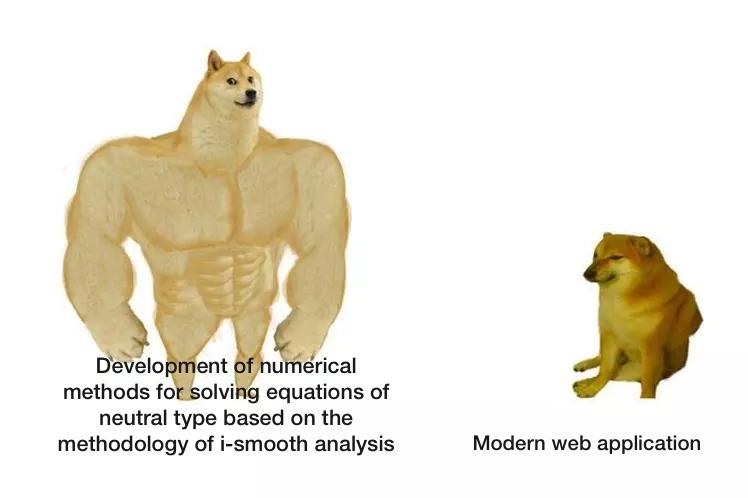 Development of numerical
methods for solving equations of
neutral type based on the
methodology of i-smooth analysis
Modern web application